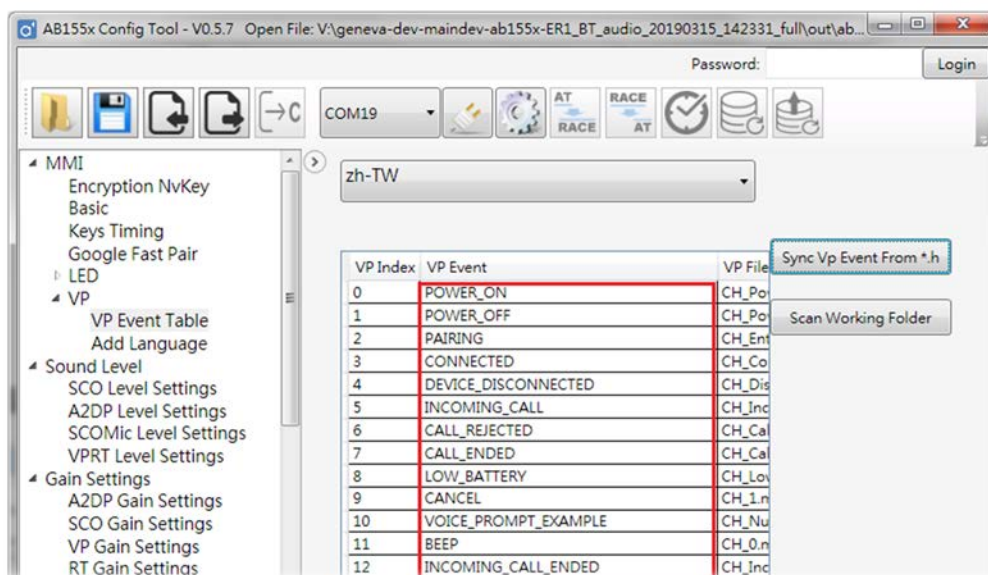 AB155x Config Tool - V0.5.7 Open File: V:\geneva-dev-maindev-ab155x-ER1_BT_audio_20190315_142331_full\out\ab...
Password:
Login
→C
COM19
AT
RACE
RACE
AT
MMI
Encryption NvKey
Basic
Keys Timing
Google Fast Pair
LED
VP
VP Event Table
Add Language
Sound Level
SCO Level Settings
A2DP Level Settings
SCOMic Level Settings
VPRT Level Settings
Gain Settings
A2DP Gain Settings
SCO Gain Settings
VP Gain Settings
RT Gain Settings
zh-TW
VP Index VP Event VP File
0 POWER_ON CH_Po
1 POWER_OFF CH_Po
2 PAIRING CH_Ent
3 CONNECTED CH_Co
4 DEVICE_DISCONNECTED CH_Dis
5 INCOMING_CALL CH_Inc
6 CALL_REJECTED CH_Cal
7 CALL_ENDED CH_Cal
8 LOW_BATTERY CH_Lo
9 CANCEL CH_1.m
10 VOICE_PROMPT_EXAMPLE CH_Nu
11 BEEP CH_0.m
12 INCOMING_CALL_ENDED CH_Inc
Sync Vp Event From *.h
Scan Working Folder